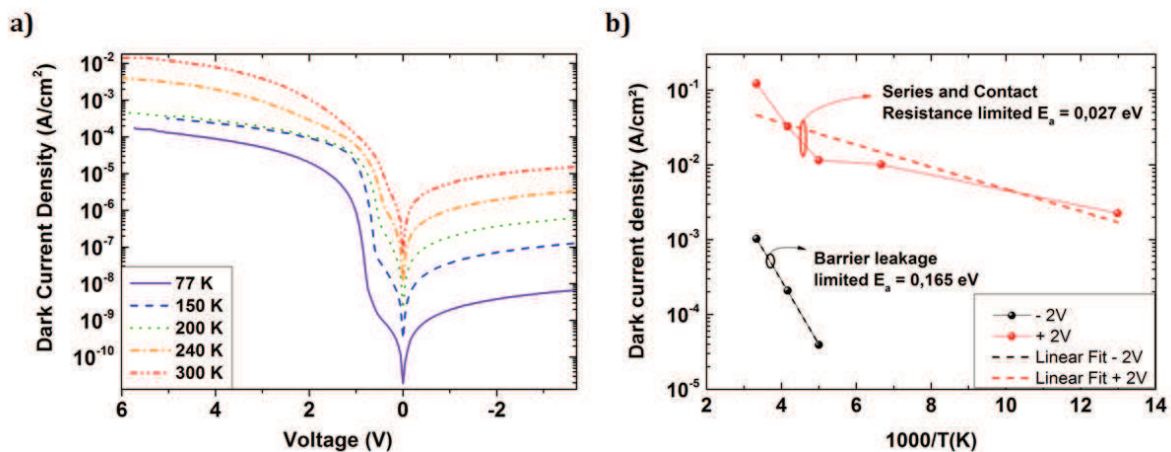 a)
10⁻²
10⁻³
10⁻⁴
10⁻⁵
10⁻⁶
10⁻⁷
10⁻⁸
10⁻⁹
10⁻¹⁰
Dark Current Density (A/cm²)
77 K
150 K
200 K
240 K
300 K
6 4 2 0 -2
Voltage (V)
b)
10⁻¹
10⁻²
10⁻³
10⁻⁴
10⁻⁵
Dark current density (A/cm²)
Series and Contact
Resistance limited Eₐ = 0,027 eV
Barrier leakage
limited Eₐ = 0,165 eV
- 2V
+ 2V
Linear Fit - 2V
Linear Fit + 2V
2 4 6 8 10 12 14
1000/T(K)